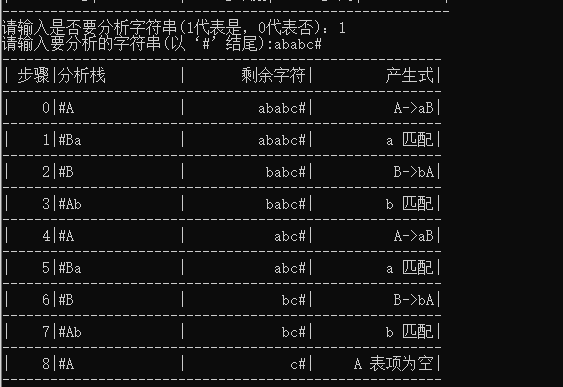 请输入是否要分析字符串(1代表是，0代表否)：1
请输入要分析的字符串(以‘#’结尾):ababc#
| 步骤|分析栈 | 剩余字符| 产生式|
| 0|#A | ababc#| A->aB|
| 1|#Ba | ababc#| a 匹配|
| 2|#B | babc#| B->bA|
| 3|#Ab | babc#| b 匹配|
| 4|#A | abc#| A->aB|
| 5|#Ba | abc#| a 匹配|
| 6|#B | bc#| B->bA|
| 7|#Ab | bc#| b 匹配|
| 8|#A | c#| A 表项为空|